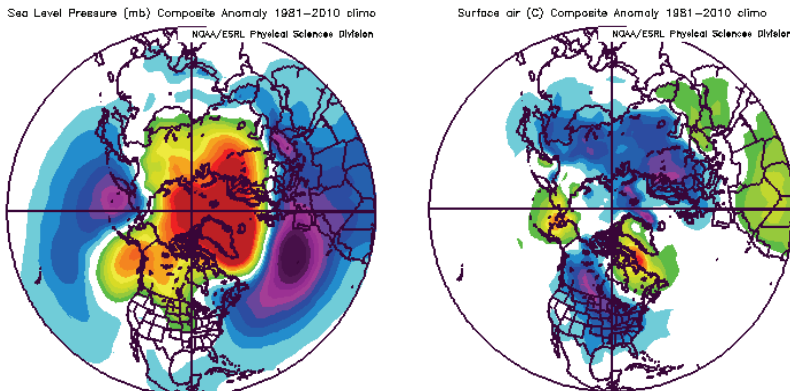 Sea Level Pressure (mb) Composite Anomaly 1981-2010 climo
NOAA/ESRL Physical Sciences Division
Surface air (C) Composite Anomaly 1981-2010 climo
NOAA/ESRL Physical Sciences Division